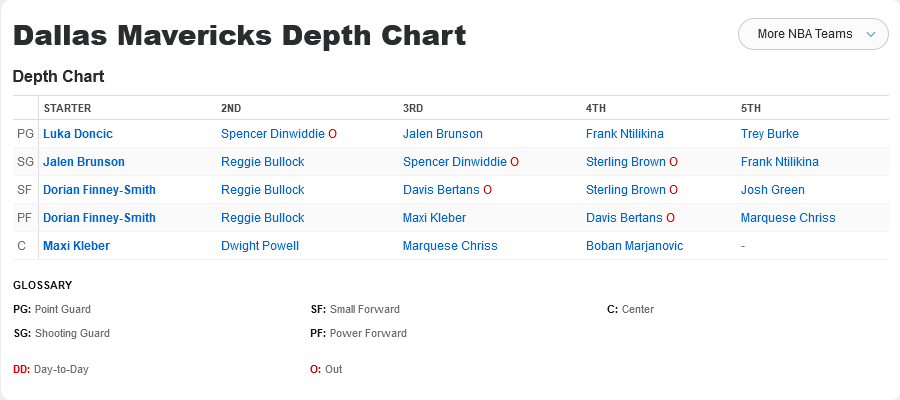 Dallas Mavericks Depth Chart
More NBA Teams
Depth Chart
STARTER 2ND 3RD 4TH 5TH
PG Luka Doncic Spencer Dinwiddie O Jalen Brunson Frank Ntilikina Trey Burke
SG Jalen Brunson Reggie Bullock Spencer Dinwiddie O Sterling Brown O Frank Ntilikina
SF Dorian Finney-Smith Reggie Bullock Davis Bertans O Sterling Brown O Josh Green
PF Dorian Finney-Smith Reggie Bullock Maxi Kleber Davis Bertans O Marquese Chriss
C Maxi Kleber Dwight Powell Marquese Chriss Boban Marjanovic -
GLOSSARY
PG: Point Guard SF: Small Forward C: Center
SG: Shooting Guard PF: Power Forward
DD: Day-to-Day O: Out